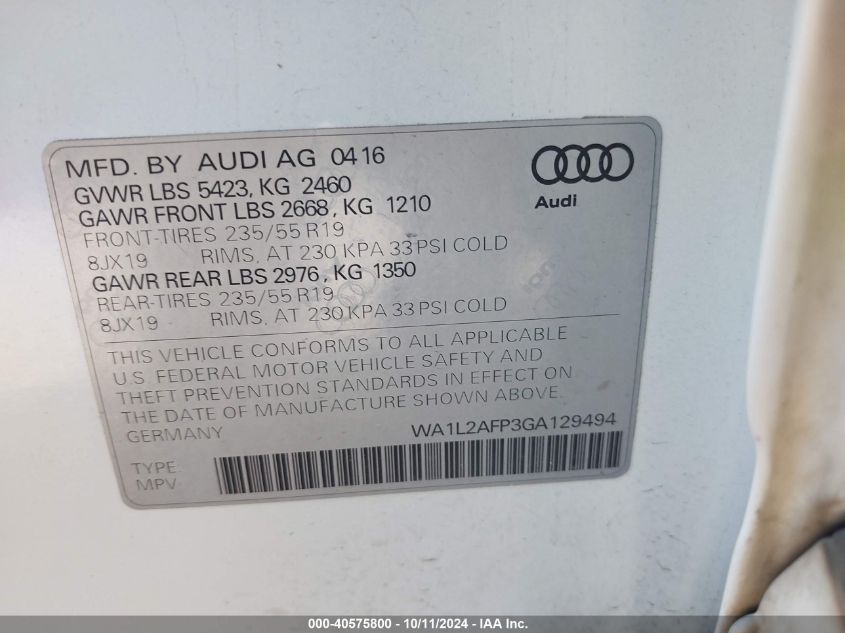 MFD. BY AUDI AG 04 16
GVWR LBS 5423, KG 2460
GAWR FRONT LBS 2668, KG 1210
FRONT-TIRES 235/55 R19
8JX19 RIMS, AT 230 KPA 33 PSI COLD
GAWR REAR LBS 2976, KG 1350
REAR-TIRES 235/55 R19
8JX19 RIMS, AT 230 KPA 33 PSI COLD
Audi
THIS VEHICLE CONFORMS TO ALL APPLICABLE
U.S. FEDERAL MOTOR VEHICLE SAFETY AND
THEFT PREVENTION STANDARDS IN EFFECT ON
THE DATE OF MANUFACTURE SHOWN ABOVE.
GERMANY WA1L2AFP3GA129494
TYPE:
MPV
000-40575800 - 10/11/2024 - IAA Inc.